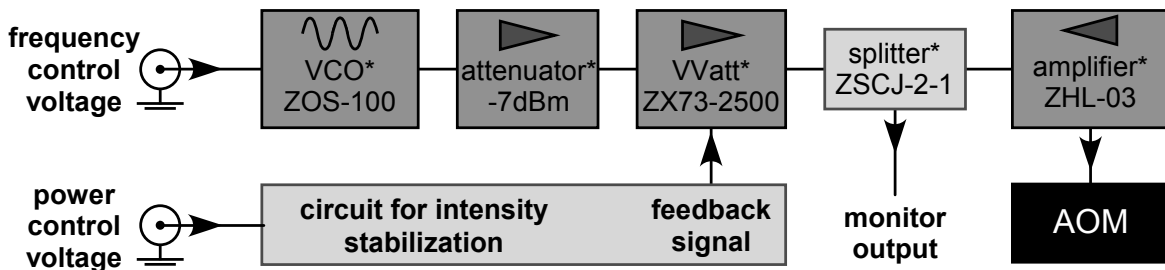 frequency
control
voltage
VCO*
ZOS-100
attenuator*
-7dBm
VVatt*
ZX73-2500
splitter*
ZSCJ-2-1
amplifier*
ZHL-03
power
control
voltage
circuit for intensity
stabilization
feedback
signal
monitor
output
AOM